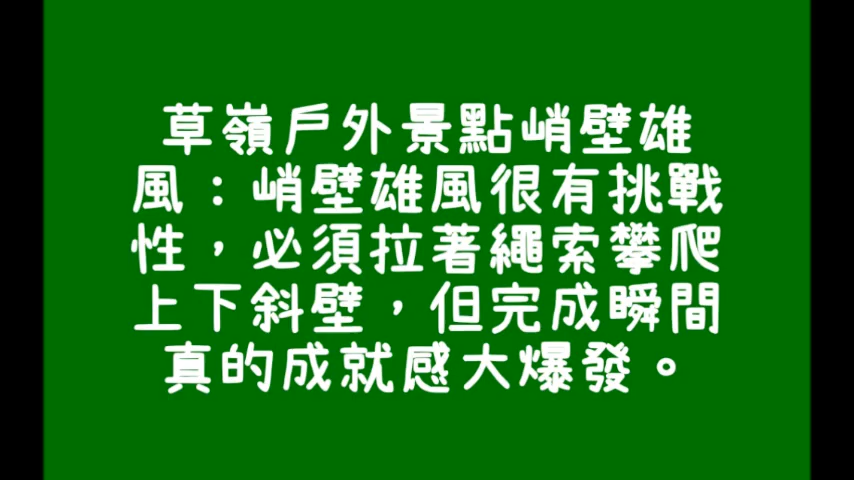 草嶺戶外景點峭壁雄
風：峭壁雄風很有挑戰
性，必須拉著繩索攀爬
上下斜壁，但完成瞬間
真的成就感大爆發。